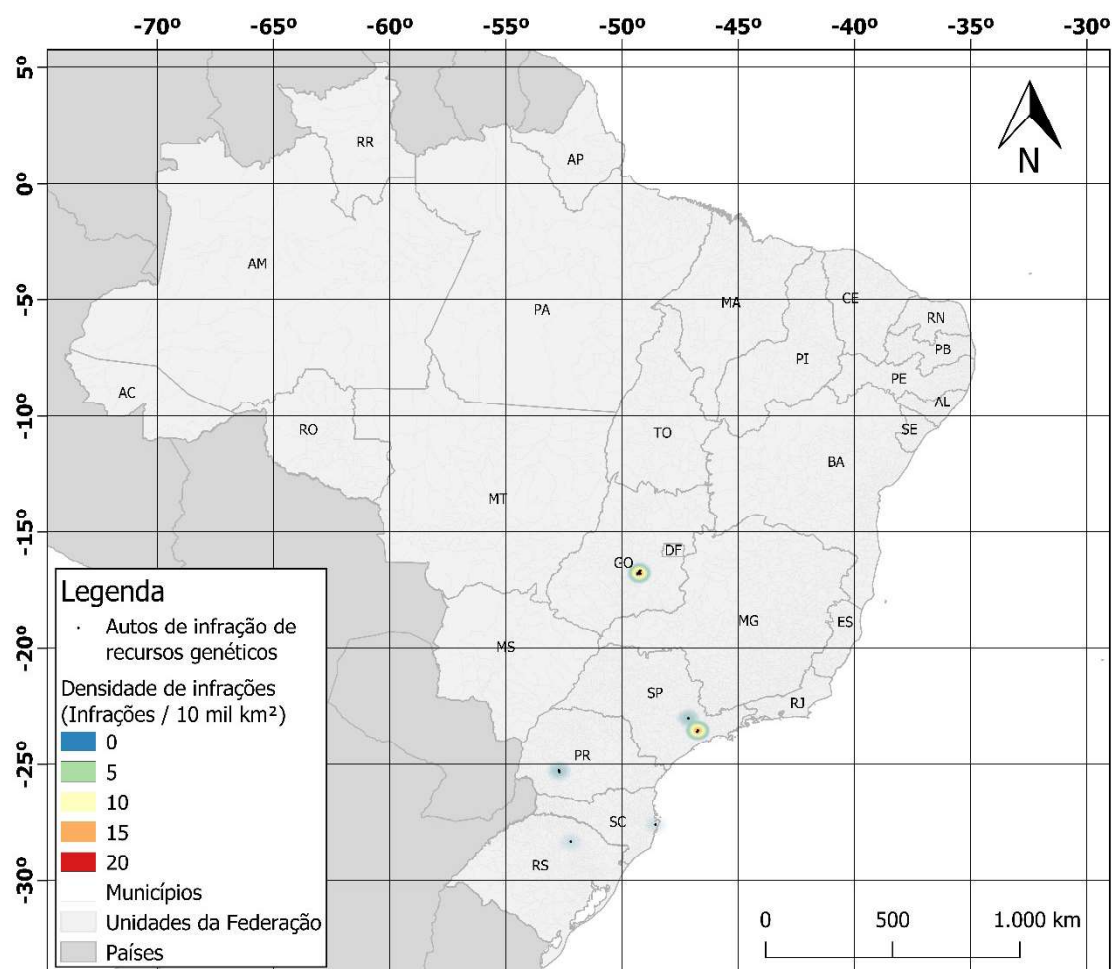 -70º -65º -60º -55º -50º -45º -40º -35º -30º
5º
0º
-5º
-10º
-15º
-20º
-25º
-30º
N
RR
AP
AM
PA
MA
CE
RN
PB
PI
PE
AL
SE
AC
RO
TO
BA
MT
DF
GO
MG
ES
MS
SP
RJ
PR
SC
RS
Legenda
Autos de infração de
recursos genéticos
Densidade de infrações
(Infrações / 10 mil km²)
0
5
10
15
20
Municípios
Unidades da Federação
Países
0 500 1.000 km